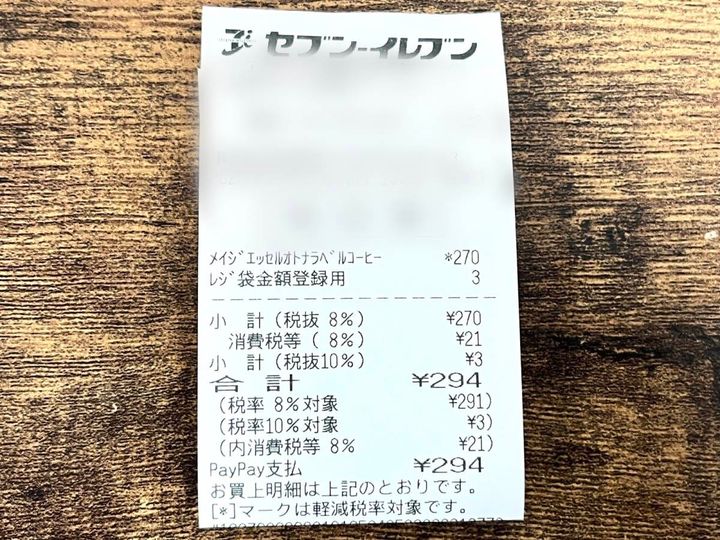 セブン-イレブン
メイジエッセルオトナラベルコーヒー *270
レジ袋金額登録用 3
小計(税抜 8%) ¥270
消費税等( 8%) ¥21
小計(税抜10%) ¥3
合計 ¥294
(税率 8%対象 ¥291)
(税率10%対象 ¥3)
(内消費税等 8% ¥21)
PayPay支払 ¥294
お買上明細は上記のとおりです。
[*]マークは軽減税率対象です。